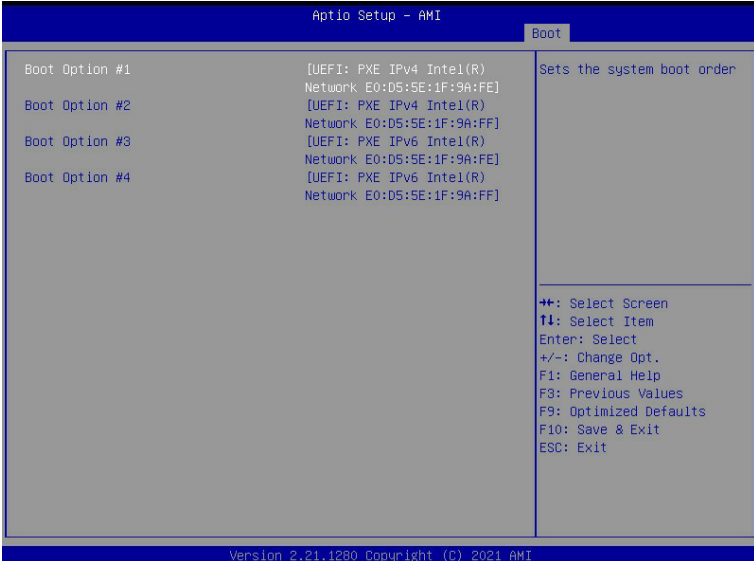 Aptio Setup – AMI
Boot
Boot Option #1 [UEFI: PXE IPv4 Intel(R)
Network E0:D5:5E:1F:9A:FE]
Boot Option #2 [UEFI: PXE IPv4 Intel(R)
Network E0:D5:5E:1F:9A:FF]
Boot Option #3 [UEFI: PXE IPv6 Intel(R)
Network E0:D5:5E:1F:9A:FE]
Boot Option #4 [UEFI: PXE IPv6 Intel(R)
Network E0:D5:5E:1F:9A:FF]
Sets the system boot order
→←: Select Screen
↑↓: Select Item
Enter: Select
+/-: Change Opt.
F1: General Help
F3: Previous Values
F9: Optimized Defaults
F10: Save & Exit
ESC: Exit
Version 2.21.1280 Copyright (C) 2021 AMI